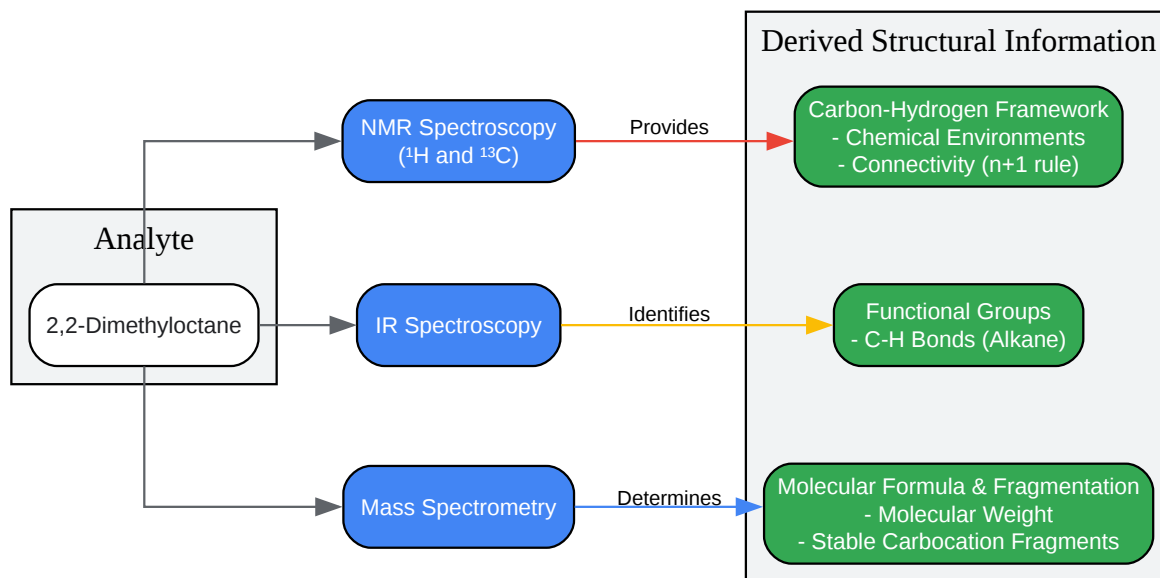 Derived Structural Information
NMR Spectroscopy
(¹H and ¹³C)
Provides
Carbon-Hydrogen Framework
- Chemical Environments
- Connectivity (n+1 rule)
Analyte
2,2-Dimethyloctane
IR Spectroscopy
Identifies
Functional Groups
- C-H Bonds (Alkane)
Mass Spectrometry
Determines
Molecular Formula & Fragmentation
- Molecular Weight
- Stable Carbocation Fragments